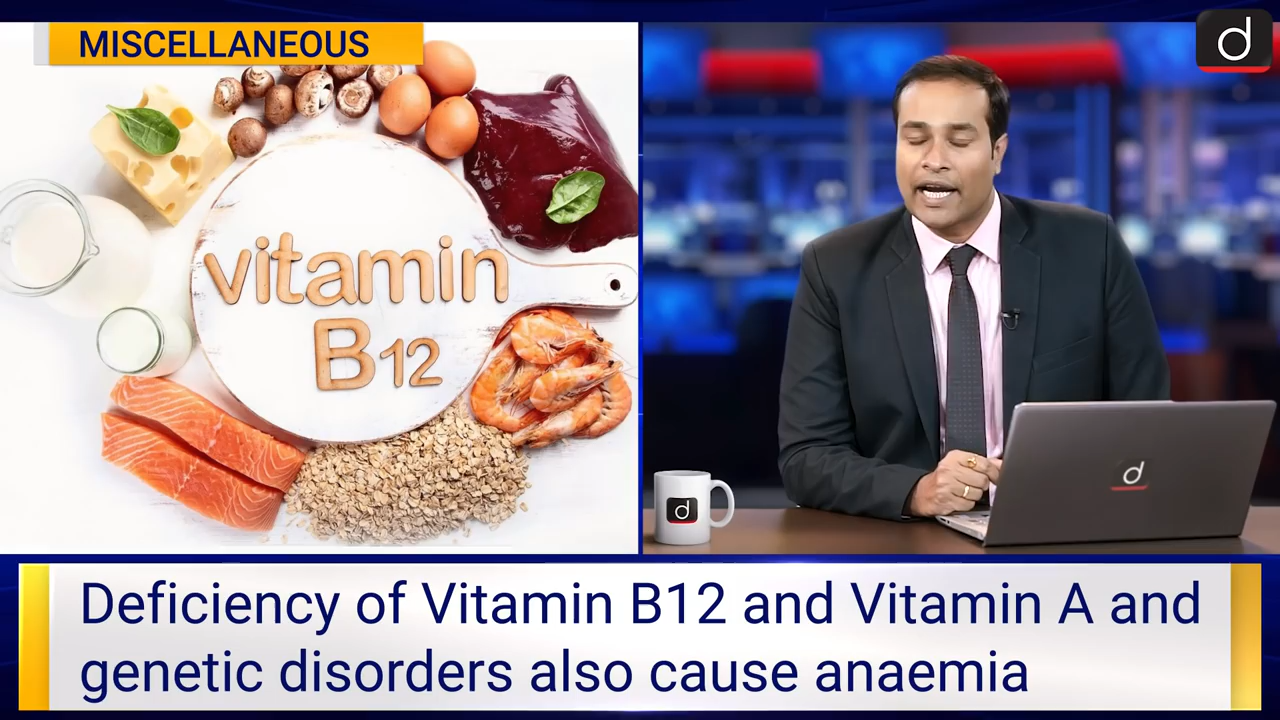 MISCELLANEOUS
d
vitamin
B12
d
d
Deficiency of Vitamin B12 and Vitamin A and
genetic disorders also cause anaemia